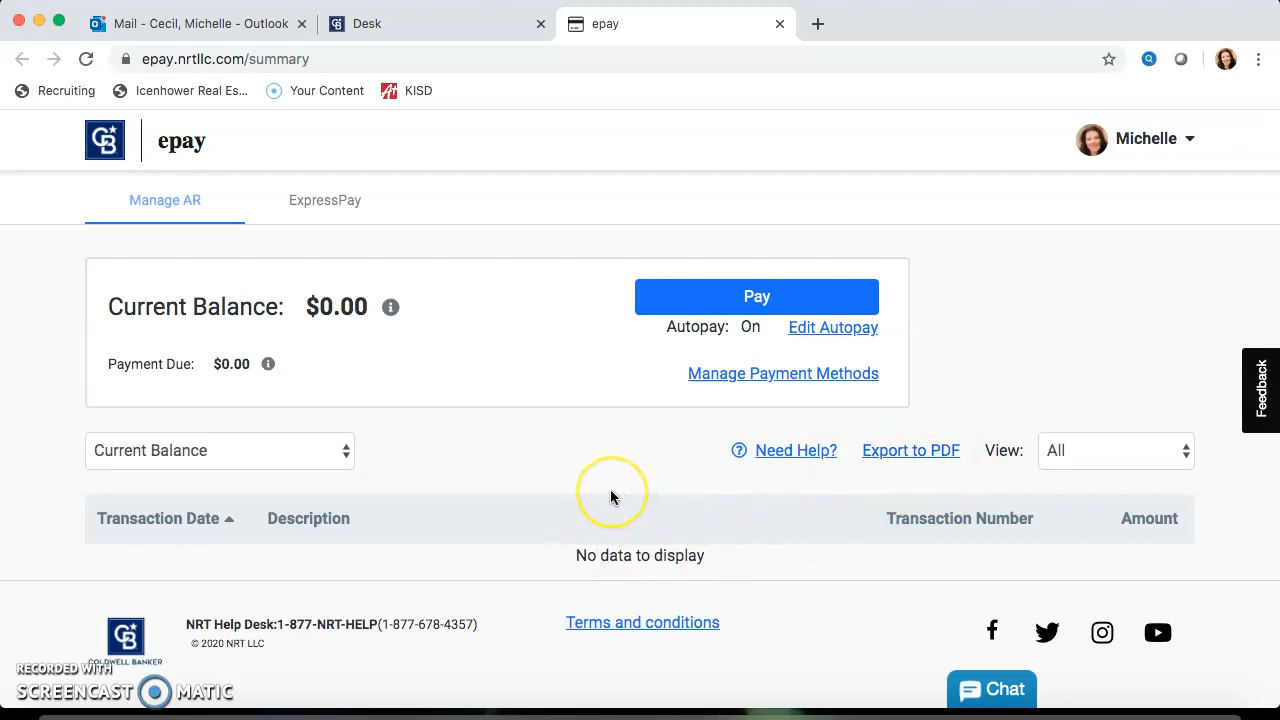 Mail - Cecil, Michelle - Outlook
Desk
epay
epay.nrtllc.com/summary
Recruiting
Icenhower Real Es...
Your Content
KISD
CB
epay
Michelle
Manage AR
ExpressPay
Current Balance: $0.00
Pay
Autopay: On Edit Autopay
Payment Due: $0.00
Manage Payment Methods
Feedback
Current Balance
Need Help?
Export to PDF
View: All
Transaction Date
Description
Transaction Number
Amount
No data to display
NRT Help Desk:1-877-NRT-HELP(1-877-678-4357)
© 2020 NRT LLC
Terms and conditions
CB
COLDWELL BANKER
RECORDED WITH
SCREENCAST MATIC
Chat